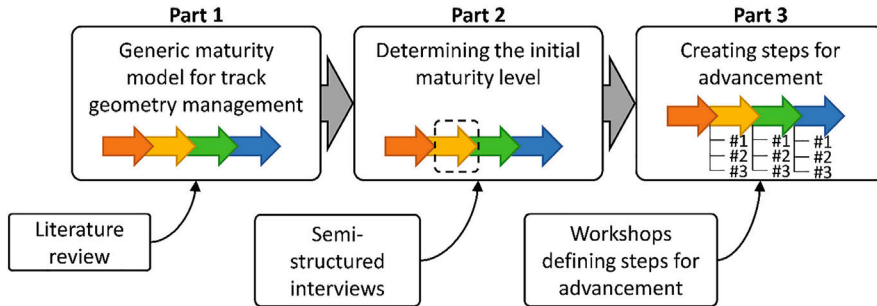 Part 1
Generic maturity
model for track
geometry management
Part 2
Determining the initial
maturity level
Part 3
Creating steps for
advancement
#1
#2
#3
#1
#2
#3
#1
#2
#3
Literature
review
Semi-
structured
interviews
Workshops
defining steps for
advancement